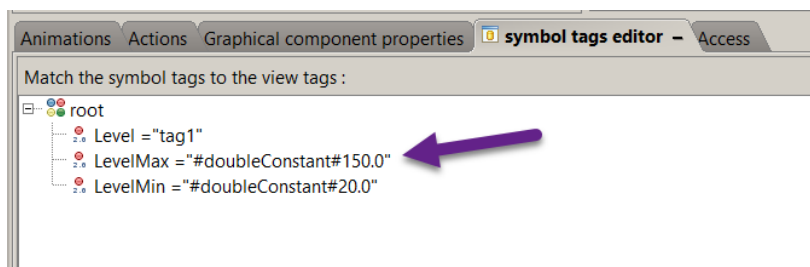 Animations Actions Graphical component properties symbol tags editor – Access
Match the symbol tags to the view tags :
root
Level ="tag1"
LevelMax ="#doubleConstant#150.0"
LevelMin ="#doubleConstant#20.0"